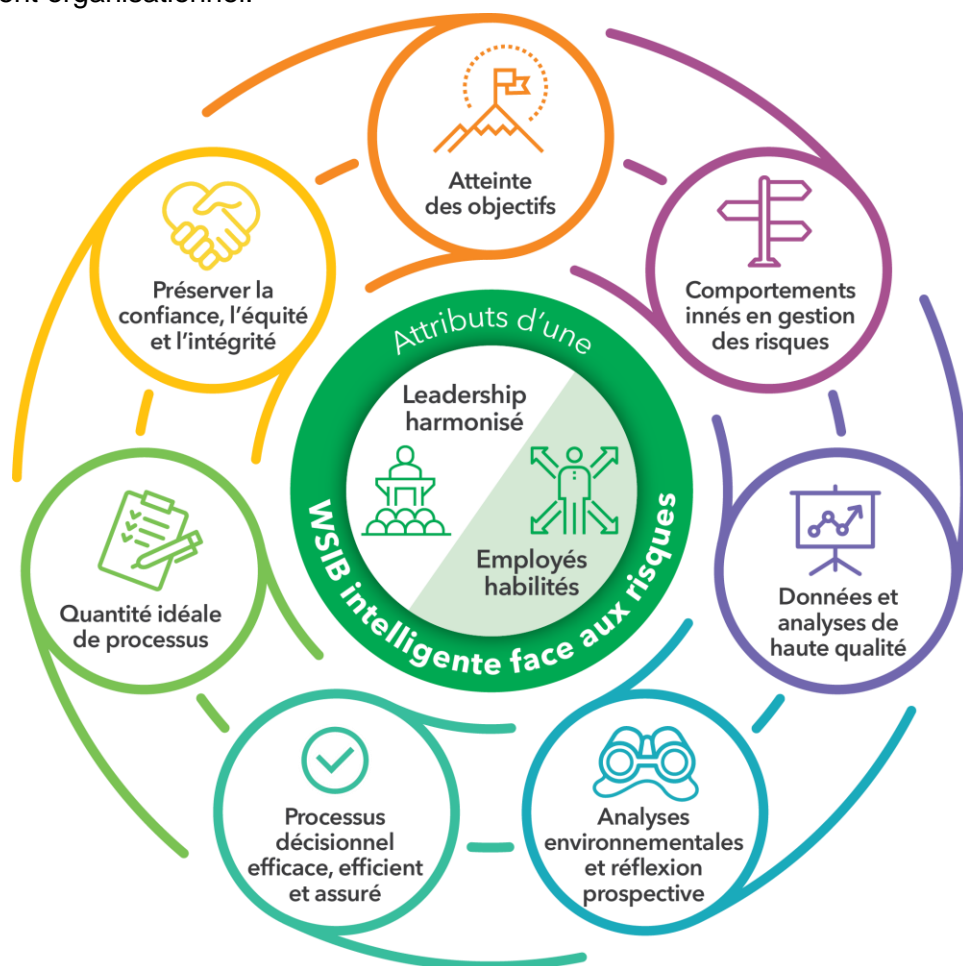 organisationnel.
Atteinte
des objectifs
Comportements
innés en gestion
des risques
Données et
analyses de
haute qualité
Analyses
environnementales
et réflexion
prospective
Processus
décisionnel
efficace, efficient
et assuré
Quantité idéale
de processus
Préserver la
confiance, l'équité
et l'intégrité
Attributs d'une
WSIB intelligente face aux risques
Leadership
harmonisé
Employés
habilités